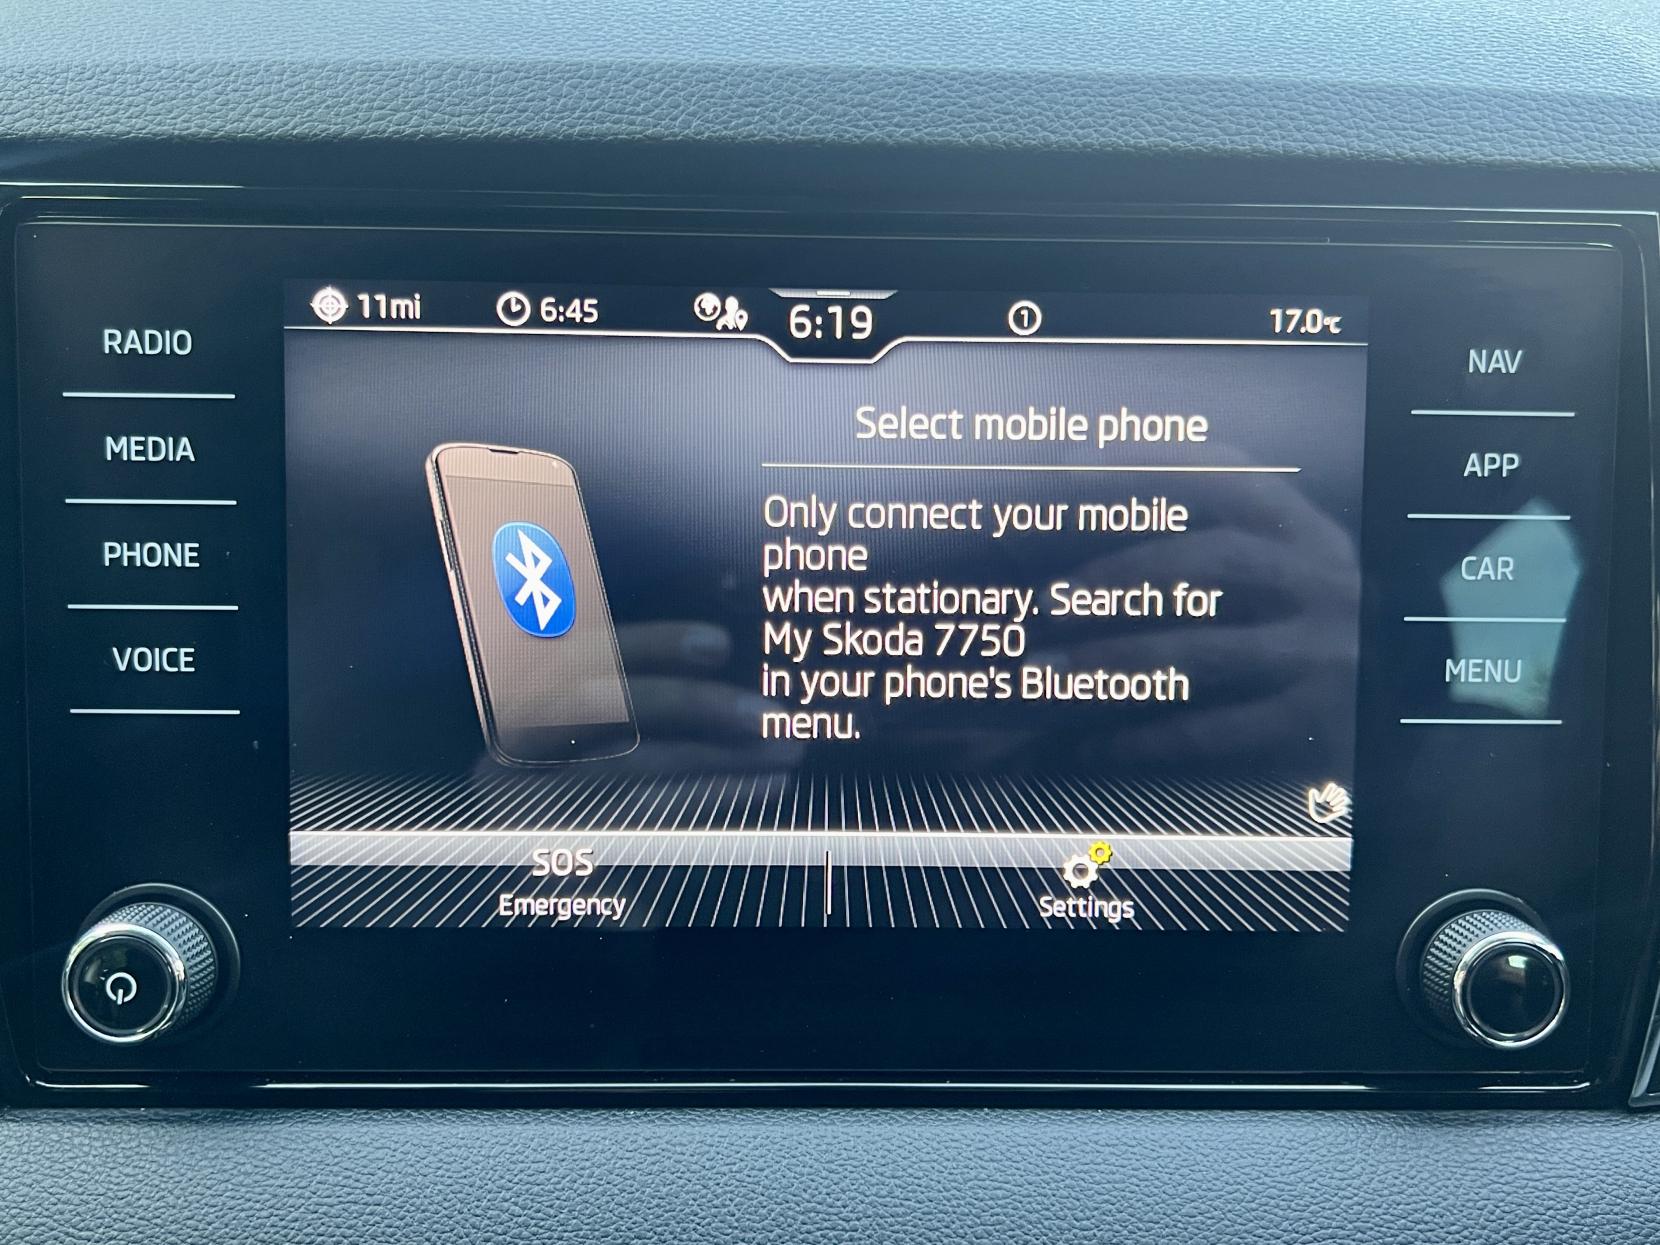 11mi 6:45 6:19 1 17.0℃
RADIO
MEDIA
PHONE
VOICE
Select mobile phone
Only connect your mobile
phone
when stationary. Search for
My Skoda 7750
in your phone's Bluetooth
menu.
SOS
Emergency
Settings
NAV
APP
CAR
MENU